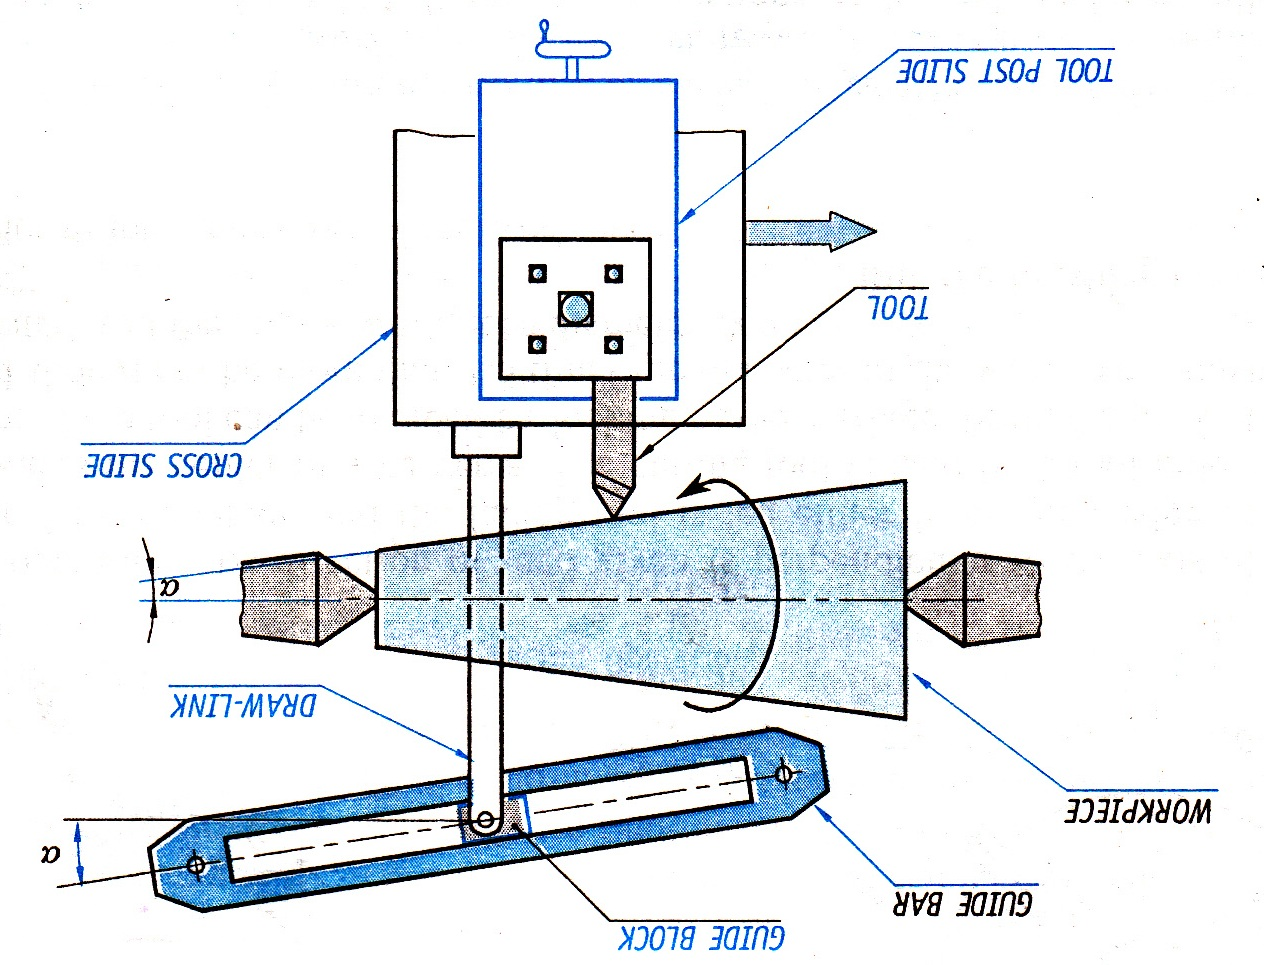 GUIDE BLOCK
GUIDE BAR
α
WORKPIECE
DRAW-LINK
α
CROSS SLIDE
TOOL
TOOL POST SLIDE